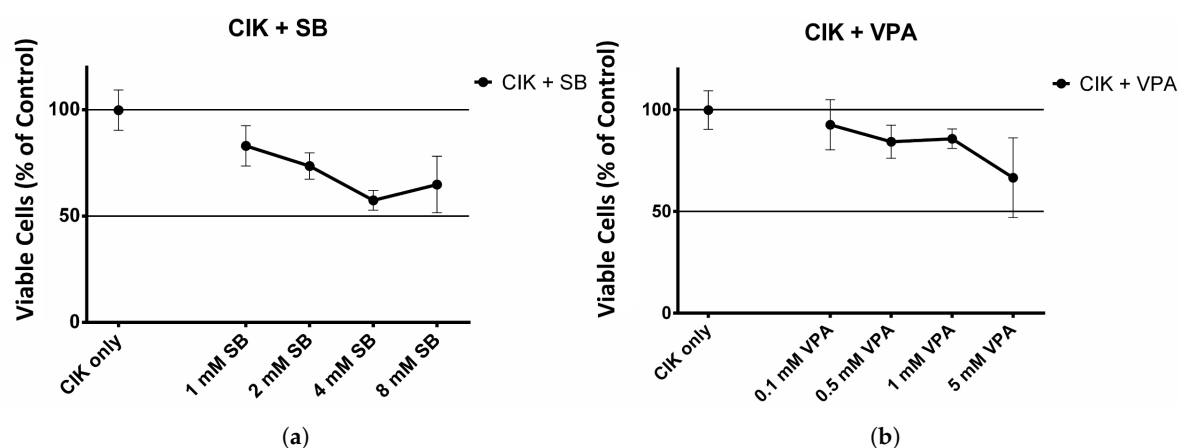 CIK + SB
Viable Cells (% of Control)
100
50
0
CIK + SB
CIK only
1 mM SB
2 mM SB
4 mM SB
8 mM SB
(a)
CIK + VPA
Viable Cells (% of Control)
100
50
0
CIK + VPA
CIK only
0.1 mM VPA
0.5 mM VPA
1 mM VPA
5 mM VPA
(b)